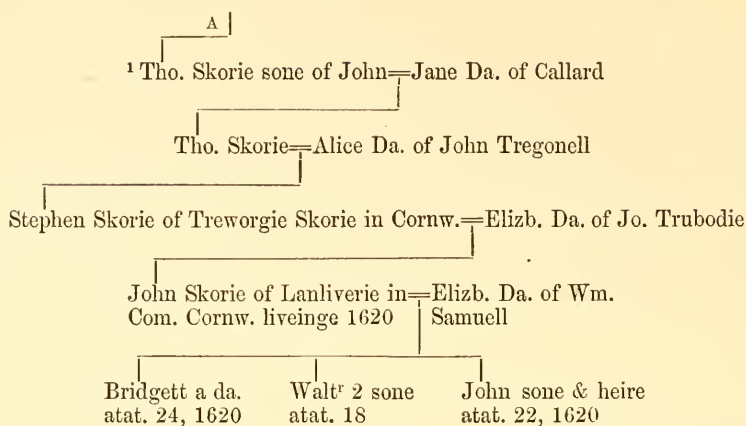 A
¹ Tho. Skorie sone of John=Jane Da. of Callard
Tho. Skorie=Alice Da. of John Tregonell
Stephen Skorie of Treworgie Skorie in Cornw.=Elizb. Da. of Jo. Trubodie
John Skorie of Lanliverie in=Elizb. Da. of Wm.
Com. Cornw. liveinge 1620 Samuell
Bridgett a da. Waltʳ 2 sone John sone & heire
atat. 24, 1620 atat. 18 atat. 22, 1620